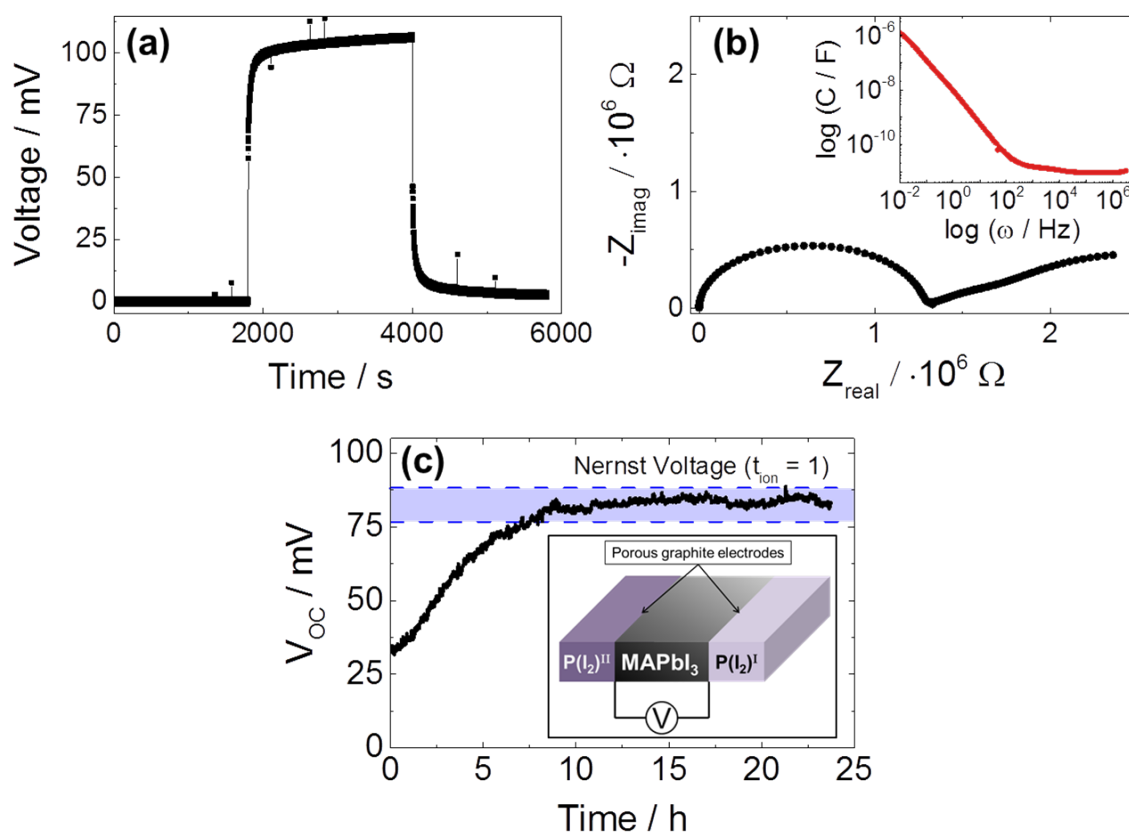 (a)
Voltage / mV
100
75
50
25
0
0 2000 4000 6000
Time / s
(b)
-Z_imag / ·10^6 Ω
2
1
0
0 1 2
Z_real / ·10^6 Ω
log (C / F)
10^-6
10^-8
10^-10
10^-2 10^0 10^2 10^4 10^6
log (ω / Hz)
(c)
V_OC / mV
100
75
50
25
0
Nernst Voltage (t_ion = 1)
Porous graphite electrodes
P(I₂)^II MAPbI₃ P(I₂)^I
V
0 5 10 15 20 25
Time / h